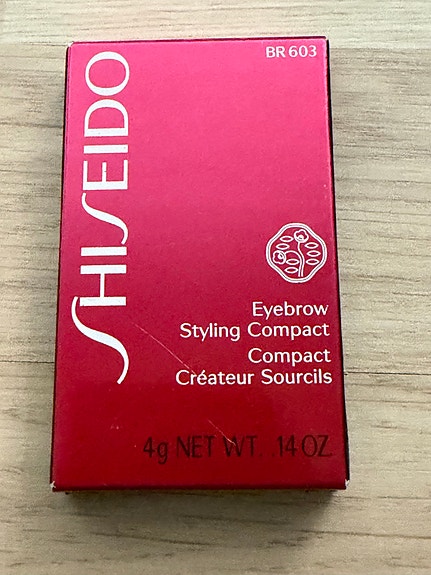 BR 603
SHISEIDO
Eyebrow
Styling Compact
Compact
Créateur Sourcils
4g NET WT. .14 OZ.